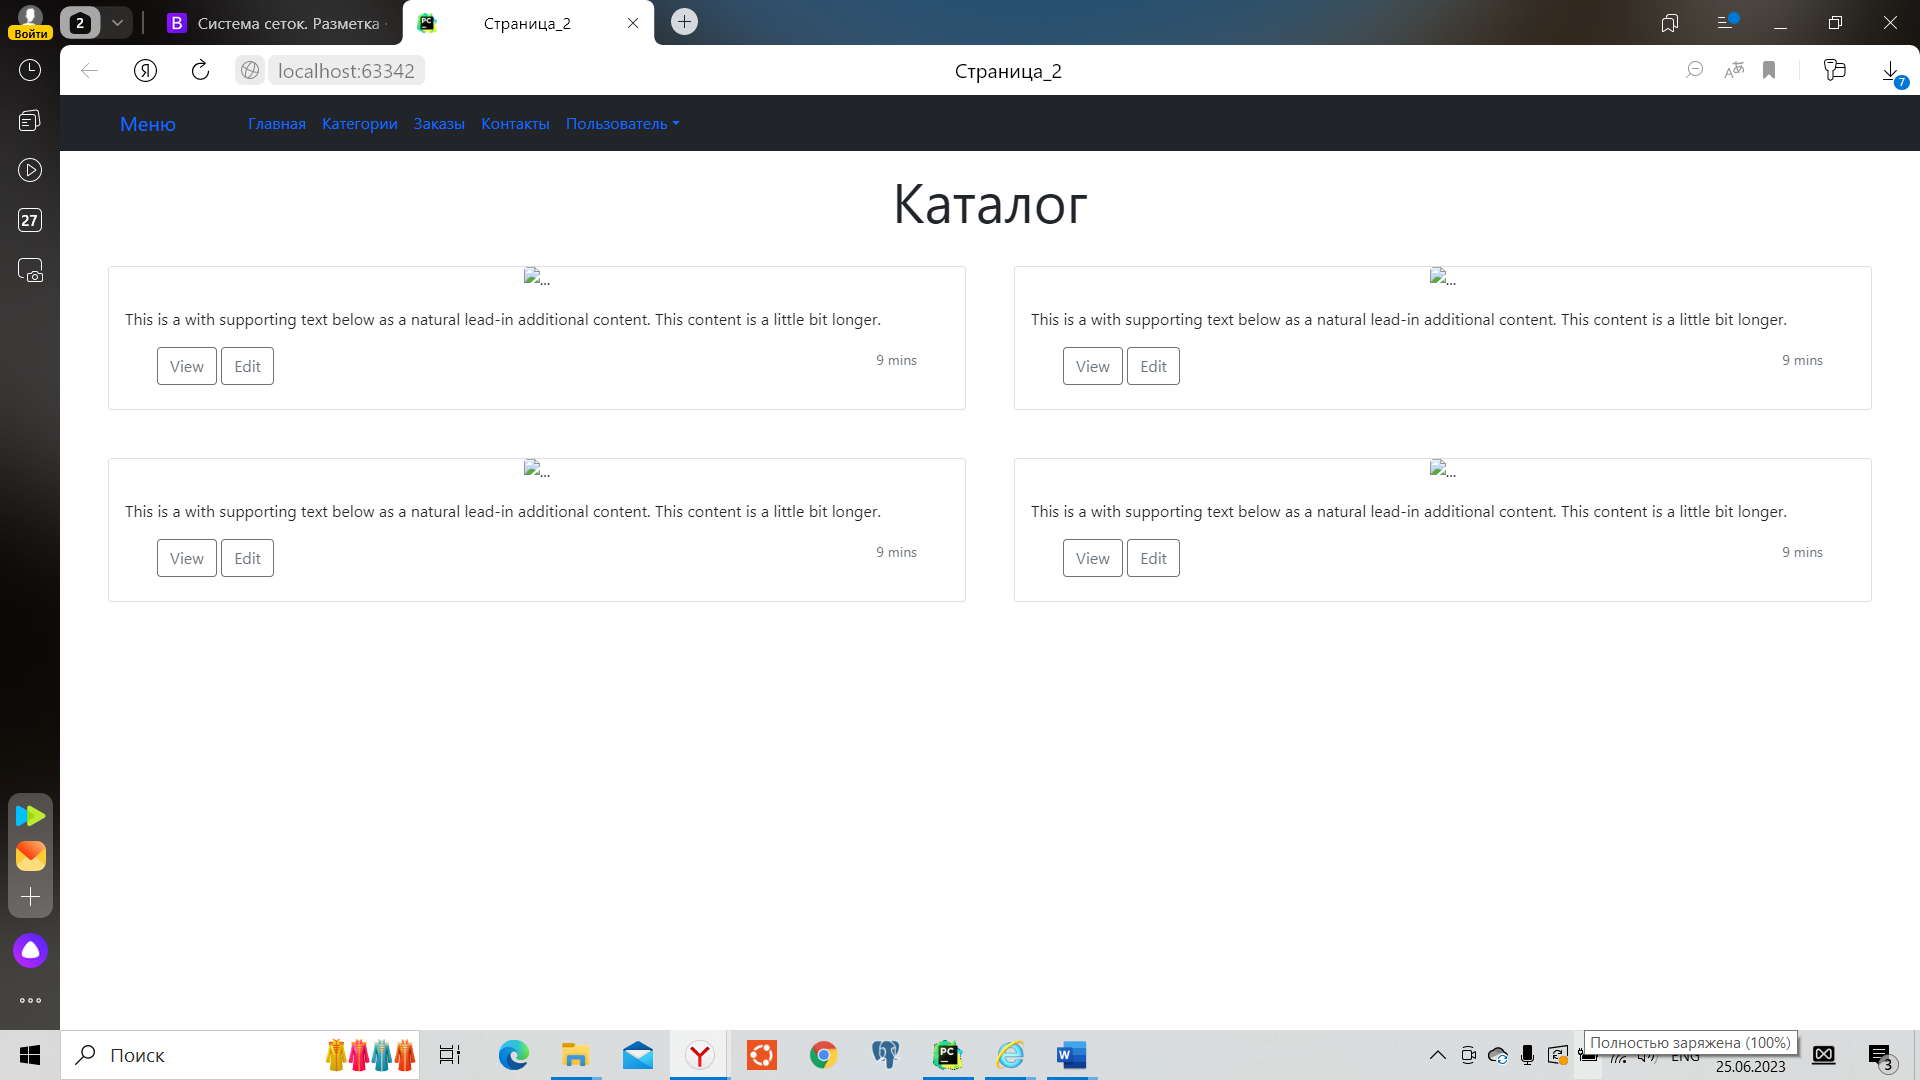 Войти
2
Система сеток. Разметка
Страница_2
localhost:63342
Страница_2
7
27
Меню
Главная
Категории
Заказы
Контакты
Пользователь
Каталог
...
This is a with supporting text below as a natural lead-in additional content. This content is a little bit longer.
View
Edit
9 mins
...
This is a with supporting text below as a natural lead-in additional content. This content is a little bit longer.
View
Edit
9 mins
...
This is a with supporting text below as a natural lead-in additional content. This content is a little bit longer.
View
Edit
9 mins
...
This is a with supporting text below as a natural lead-in additional content. This content is a little bit longer.
View
Edit
9 mins
Поиск
Полностью заряжена (100%)
ENG
25.06.2023
3